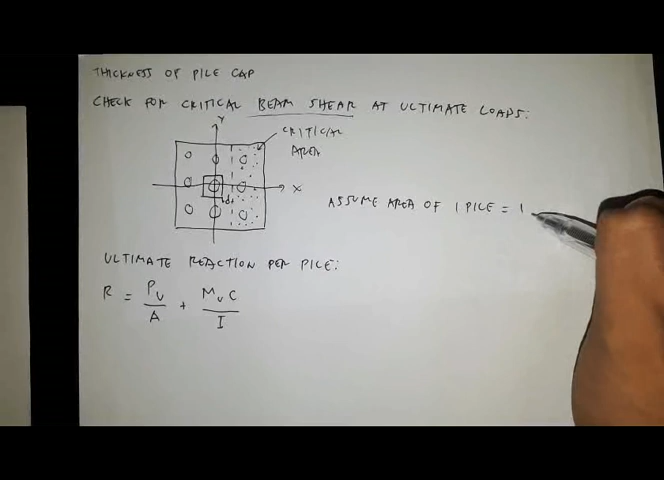 THICKNESS OF PILE CAP
CHECK FOR CRITICAL BEAM SHEAR AT ULTIMATE LOADS:
Y
CRITICAL
AREA
X
d
ASSUME AREA OF 1 PILE = 1
ULTIMATE REACTION PER PILE:
R = PU/A + MUC/I